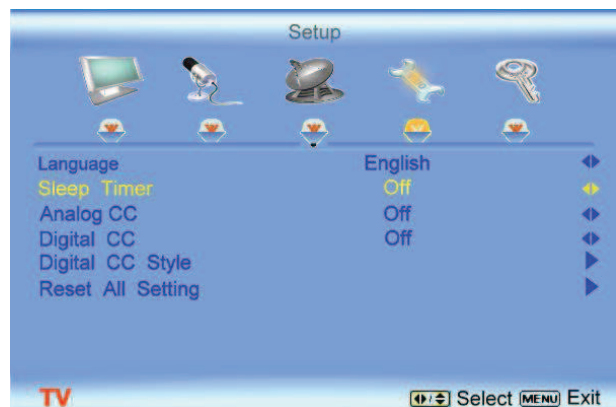 Setup
Language English
Sleep Timer Off
Analog CC Off
Digital CC Off
Digital CC Style
Reset All Setting
TV Select MENU Exit